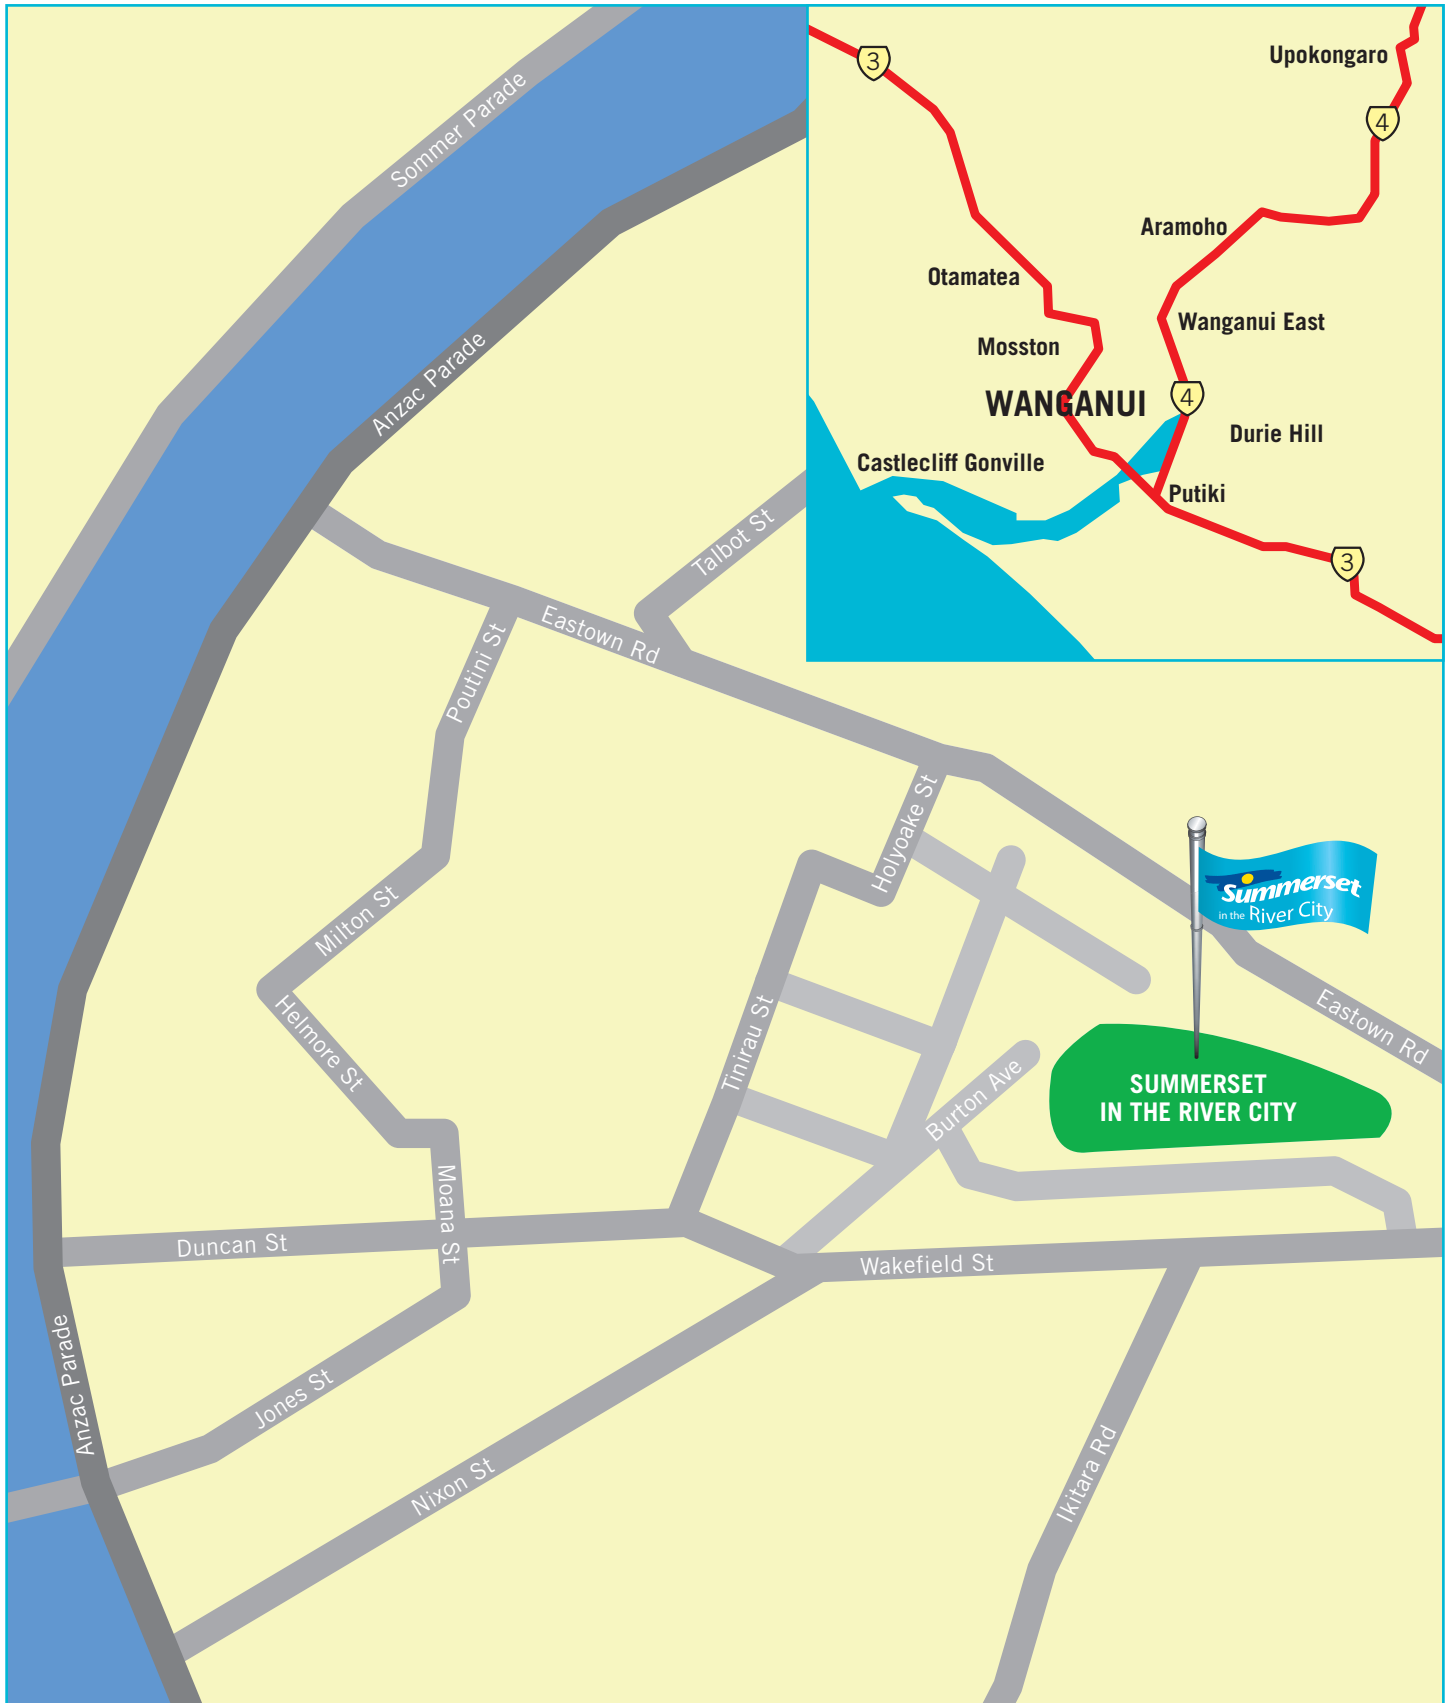 Sommer Parade
Anzac Parade
3
Upokongaro
4
Aramoho
Otamatea
Wanganui East
Mosston
WANGANUI
4
Durie Hill
Castlecliff Gonville
Putiki
3
Talbot St
Eastown Rd
Poutini St
Holyoake St
Milton St
Summerset
in the River City
Helmore St
Tinirau St
Eastown Rd
Burton Ave
SUMMERSET
IN THE RIVER CITY
Moana St
Duncan St
Wakefield St
Anzac Parade
Jones St
Nixon St
Ikitara Rd